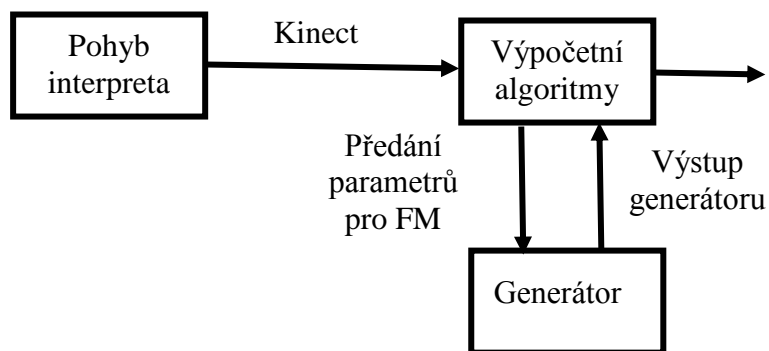 Pohyb
interpreta
Kinect
Výpočetní
algoritmy
Předání
parametrů
pro FM
Výstup
generátoru
Generátor